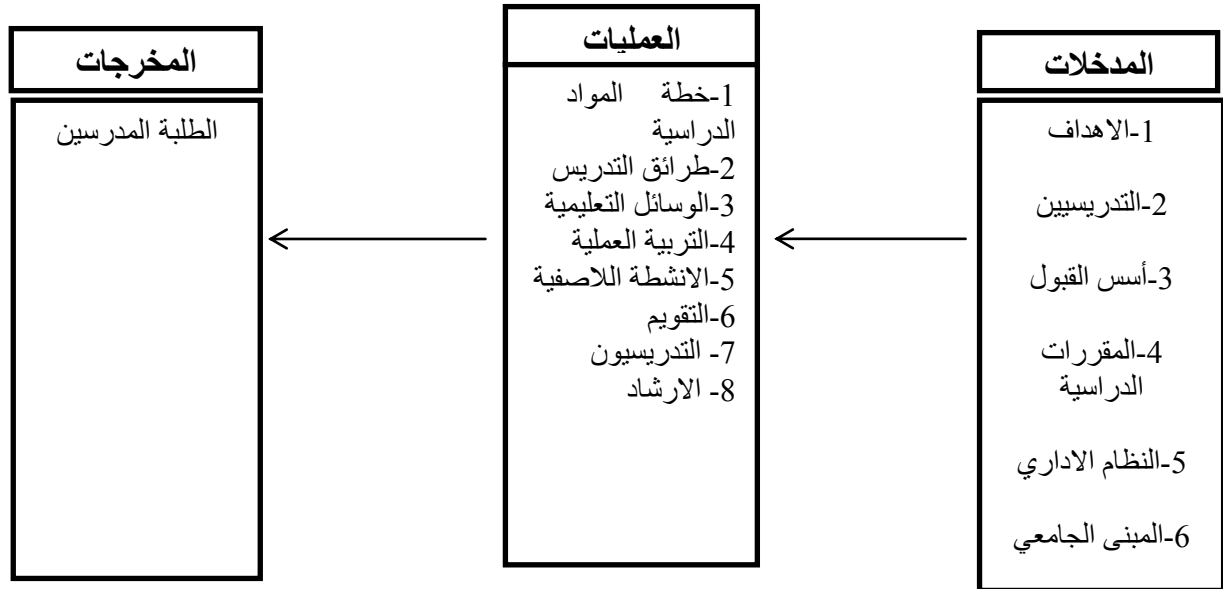 المدخلات
1-الاهداف
2-التدريسيين
3-أسس القبول
4-المقررات
الدراسية
5-النظام الاداري
6-المبنى الجامعي
العمليات
1-خطة المواد
الدراسية
2-طرائق التدريس
3-الوسائل التعليمية
4-التربية العملية
5-الانشطة اللاصفية
6-التقويم
7- التدريسيون
8- الارشاد
المخرجات
الطلبة المدرسين